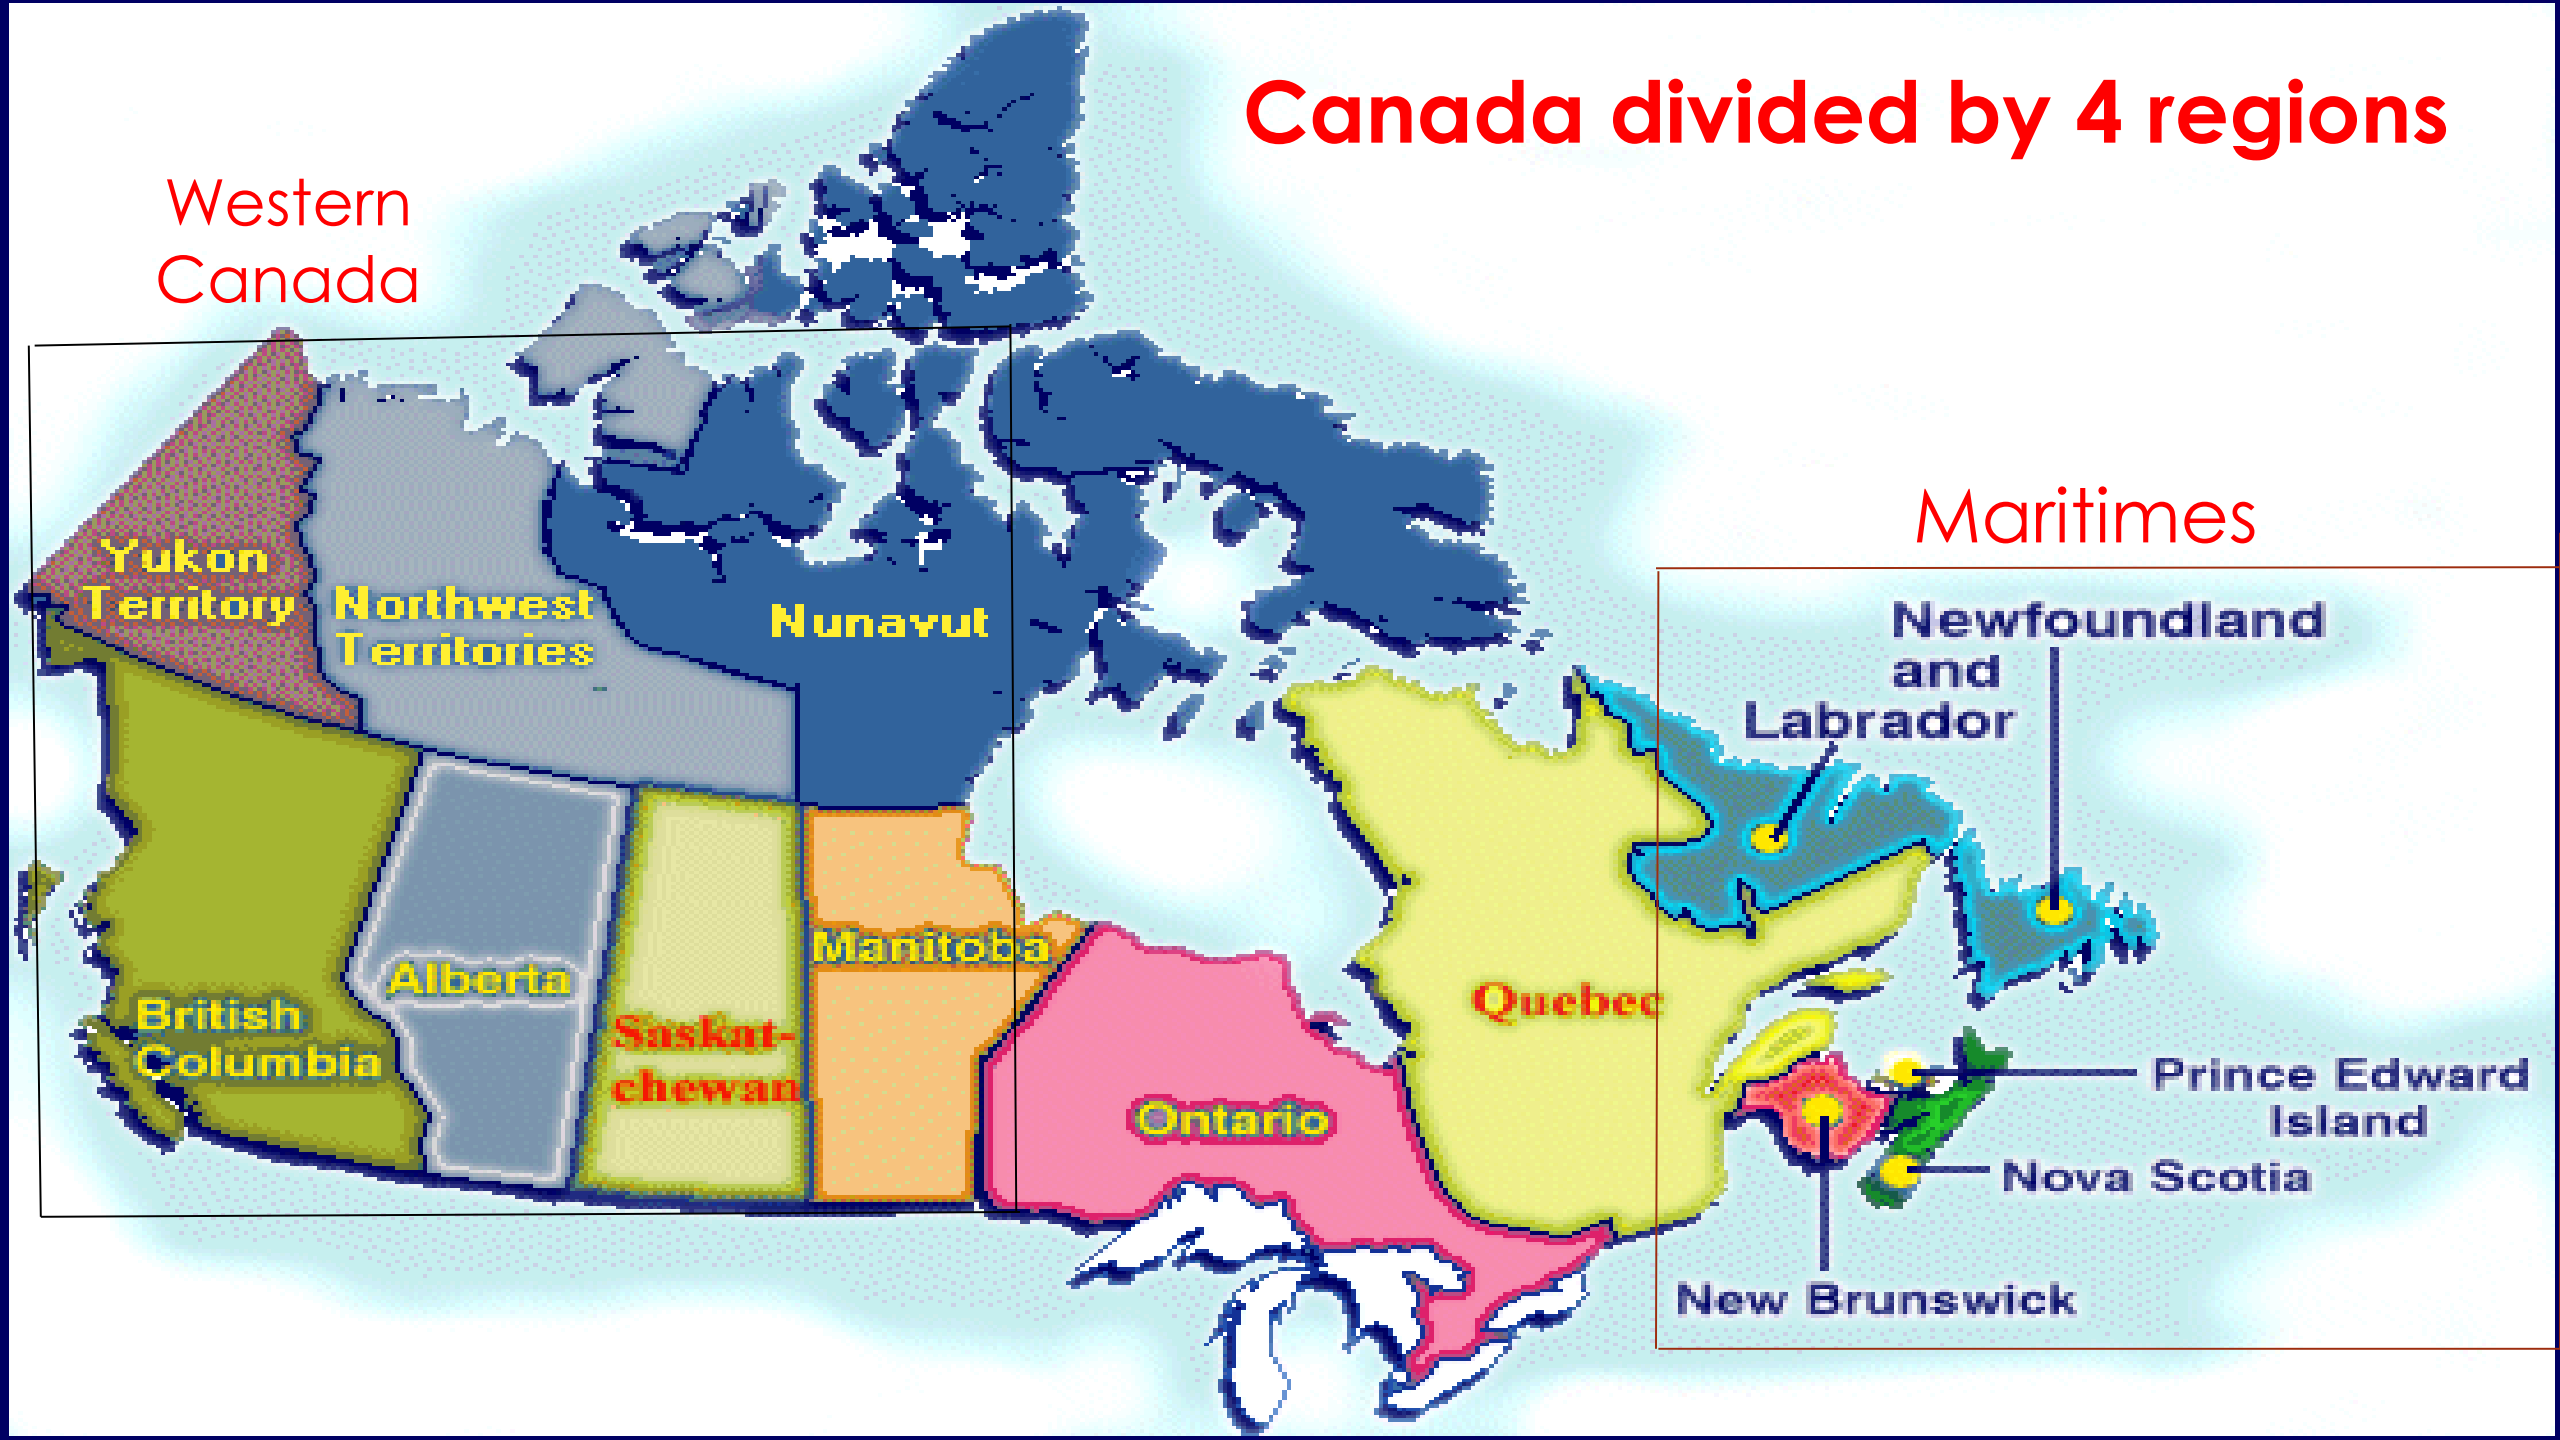 Canada divided by 4 regions
Western
Canada
Maritimes
Yukon
Territory
Northwest
Territories
Nunavut
Newfoundland
and
Labrador
British
Columbia
Alberta
Saskat-
chewan
Manitoba
Ontario
Quebec
Prince Edward
Island
Nova Scotia
New Brunswick